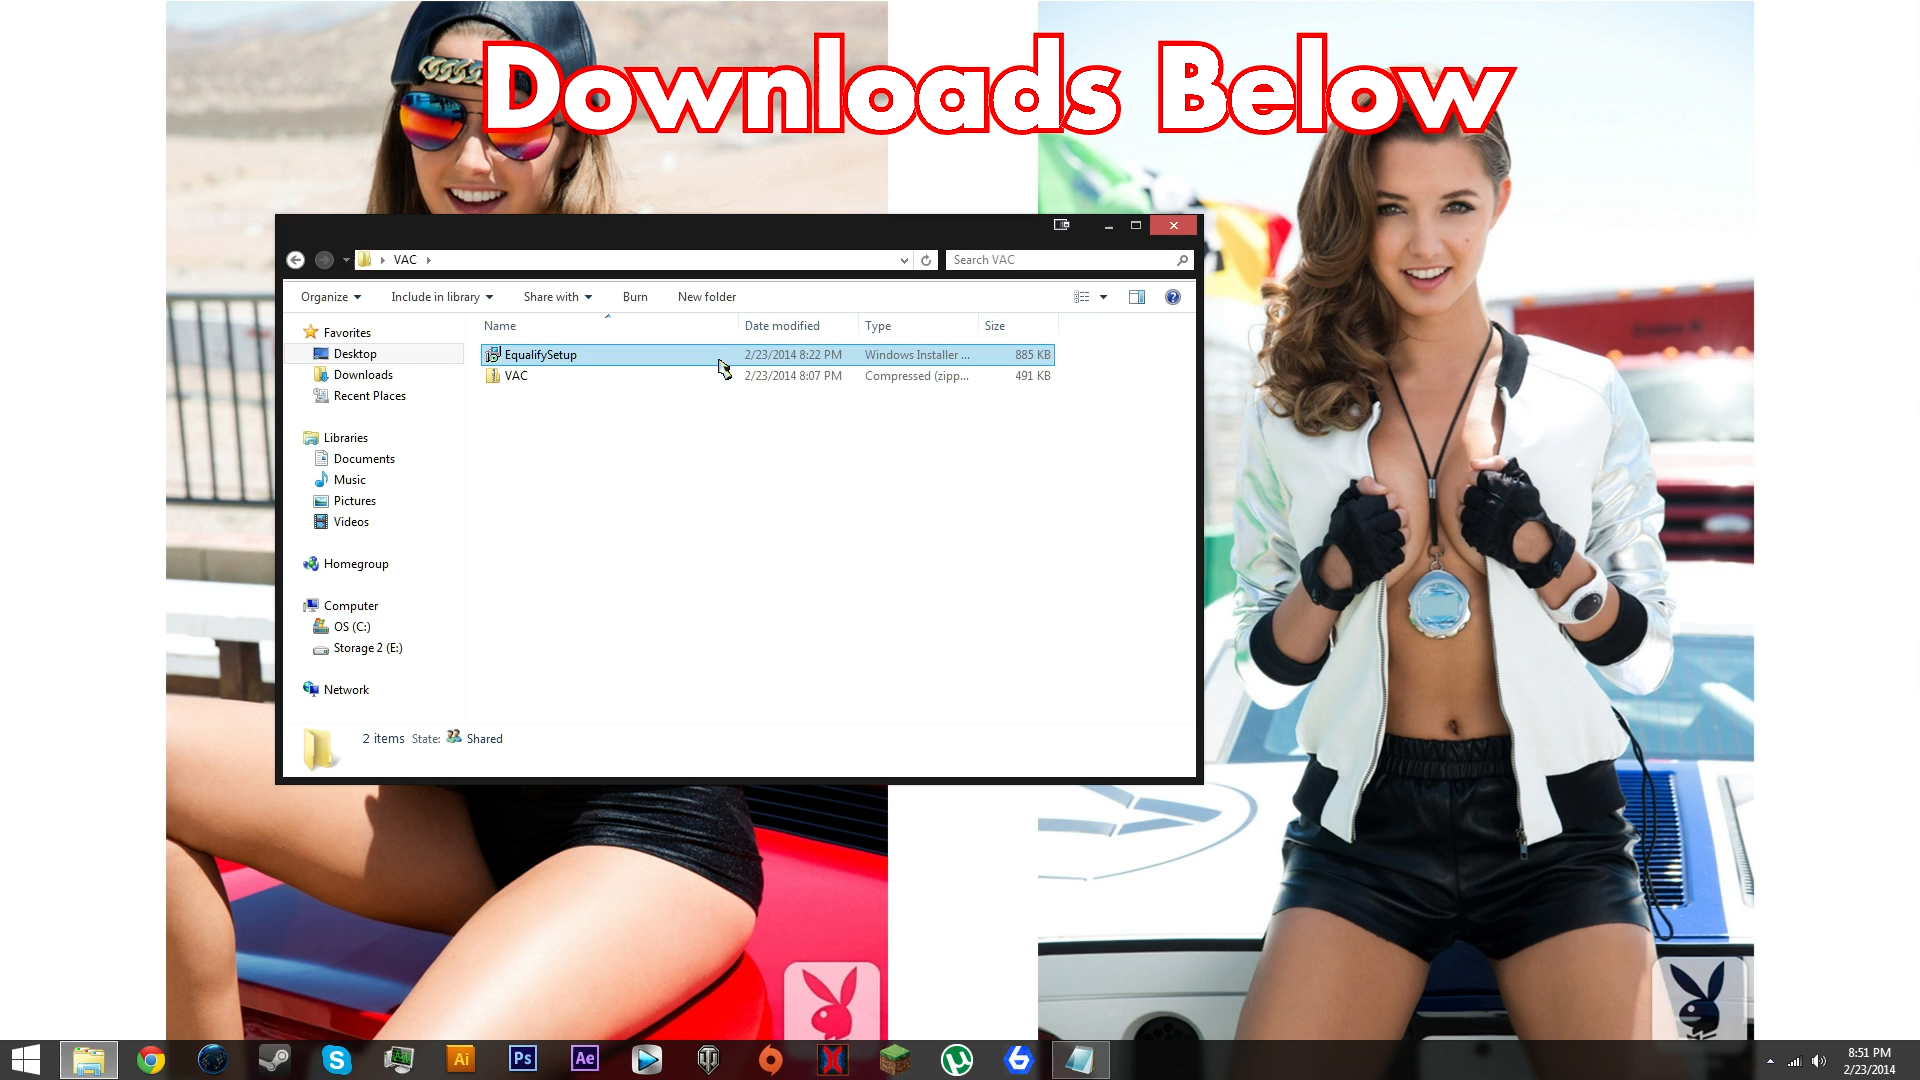 Downloads Below
VAC
Search VAC
Organize Include in library Share with Burn New folder
Name Date modified Type Size
EqualifySetup 2/23/2014 8:22 PM Windows Installer ... 885 KB
VAC 2/23/2014 8:07 PM Compressed (zipp... 491 KB
Favorites
Desktop
Downloads
Recent Places
Libraries
Documents
Music
Pictures
Videos
Homegroup
Computer
OS (C:)
Storage 2 (E:)
Network
2 items State: Shared
Ai Ps Ae
8:51 PM
2/23/2014